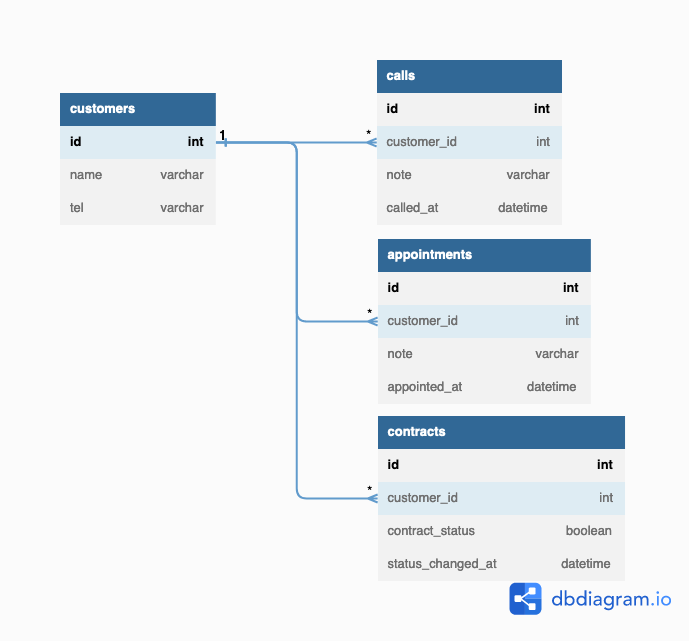 customers
id int
name varchar
tel varchar
1
*
calls
id int
customer_id int
note varchar
called_at datetime
*
appointments
id int
customer_id int
note varchar
appointed_at datetime
*
contracts
id int
customer_id int
contract_status boolean
status_changed_at datetime
dbdiagram.io